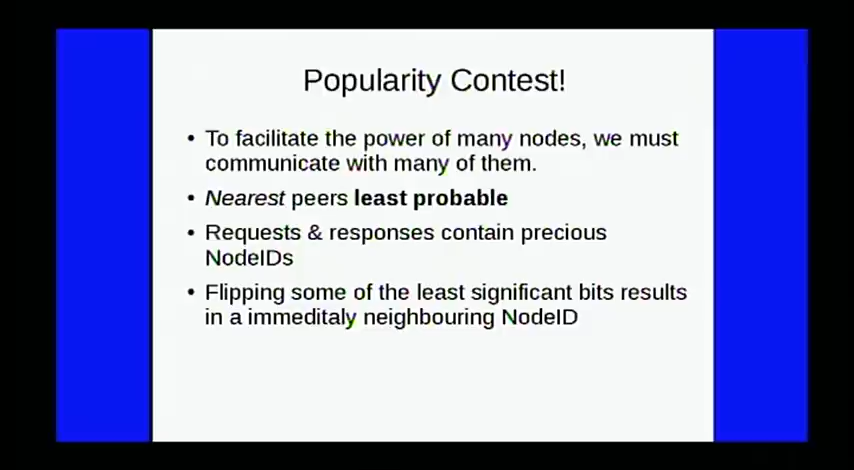 Popularity Contest!
• To facilitate the power of many nodes, we must
communicate with many of them.
• Nearest peers least probable
• Requests & responses contain precious
NodeIDs
• Flipping some of the least significant bits results
in a immeditaly neighbouring NodeID